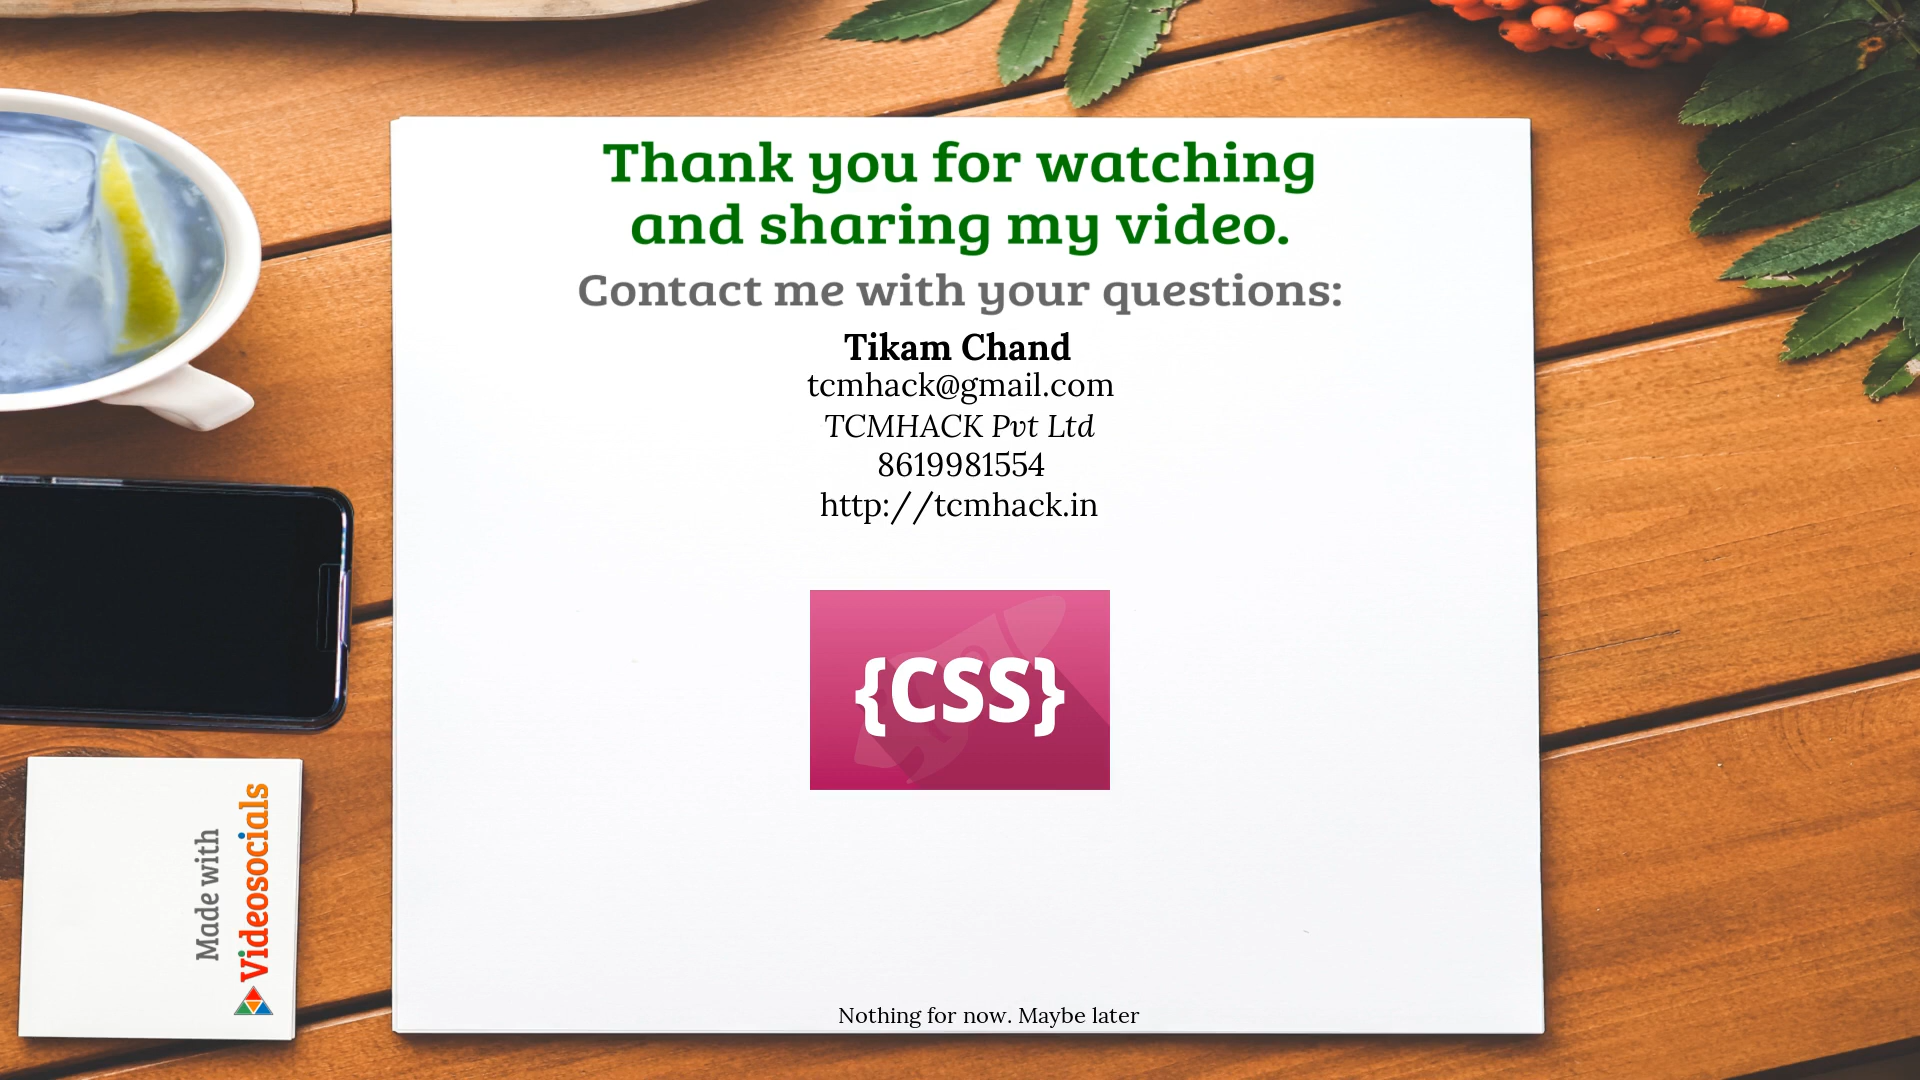 Thank you for watching
and sharing my video.
Contact me with your questions:
Tikam Chand
tcmhack@gmail.com
TCMHACK Pvt Ltd
8619981554
http://tcmhack.in
{CSS}
Made with
Videosocials
Nothing for now. Maybe later